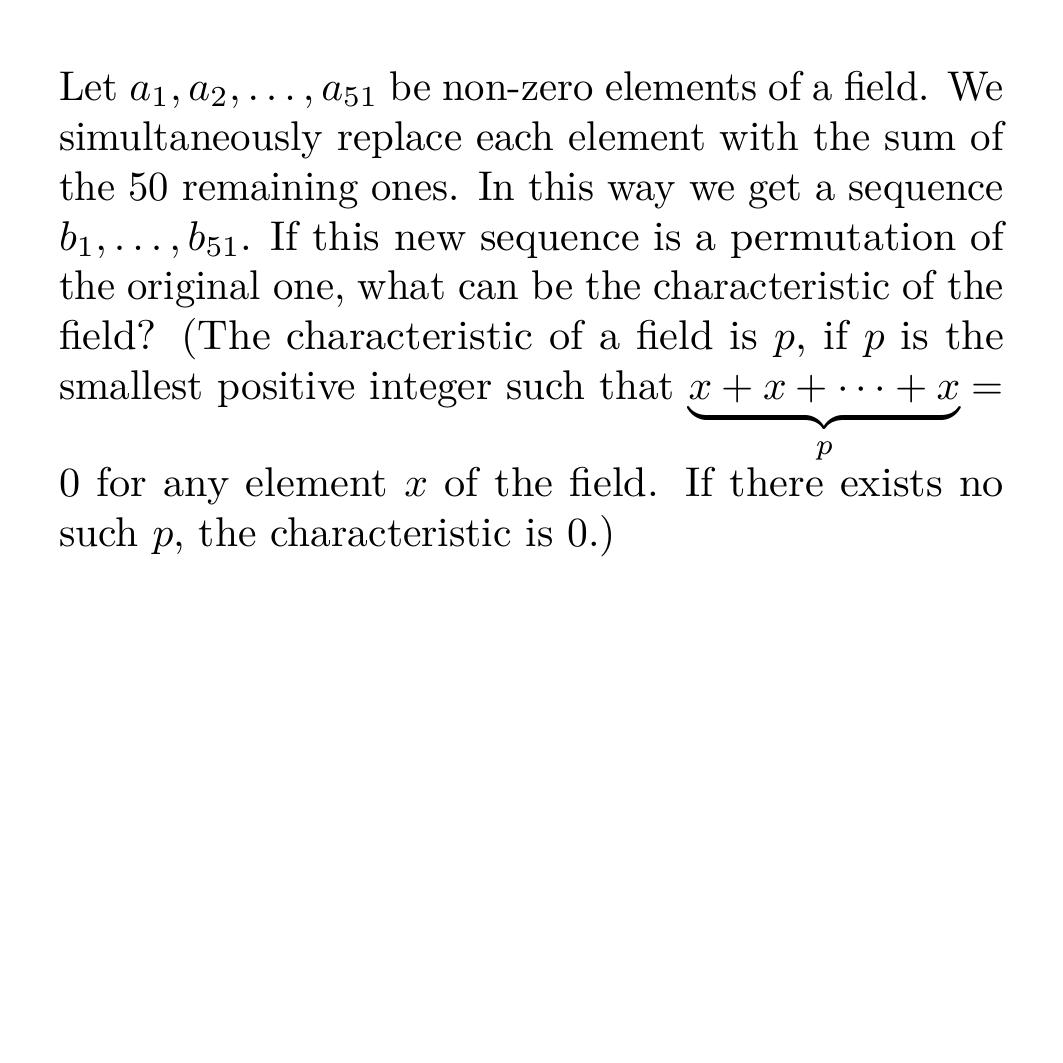 Let $a_1, a_2, \ldots, a_{51}$ be non-zero elements of a field. We
simultaneously replace each element with the sum of
the 50 remaining ones. In this way we get a sequence
$b_1, \ldots, b_{51}$. If this new sequence is a permutation of
the original one, what can be the characteristic of the
field? (The characteristic of a field is $p$, if $p$ is the
smallest positive integer such that $\underbrace{x + x + \cdots + x}_{p} =$
0 for any element $x$ of the field. If there exists no
such $p$, the characteristic is 0.)